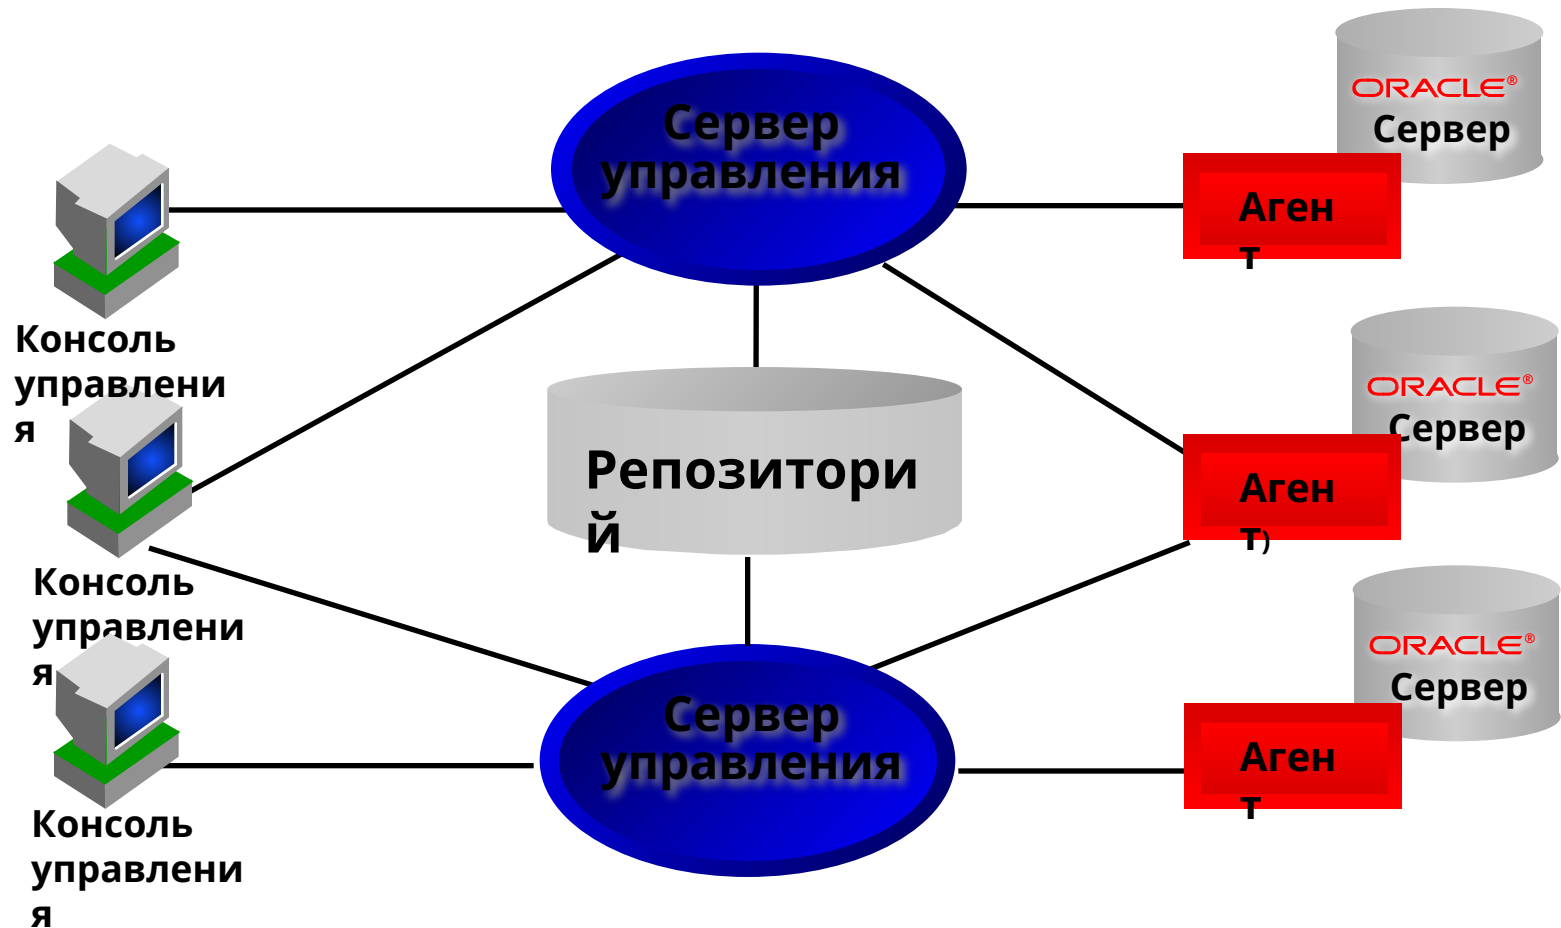 ORACLE®
Сервер
Сервер
управления
Аген
т
Консоль
управлени
я
ORACLE®
Сервер
Репозитори
й
Аген
т)
Консоль
управлени
я
ORACLE®
Сервер
Сервер
управления
Аген
т
Консоль
управлени
я